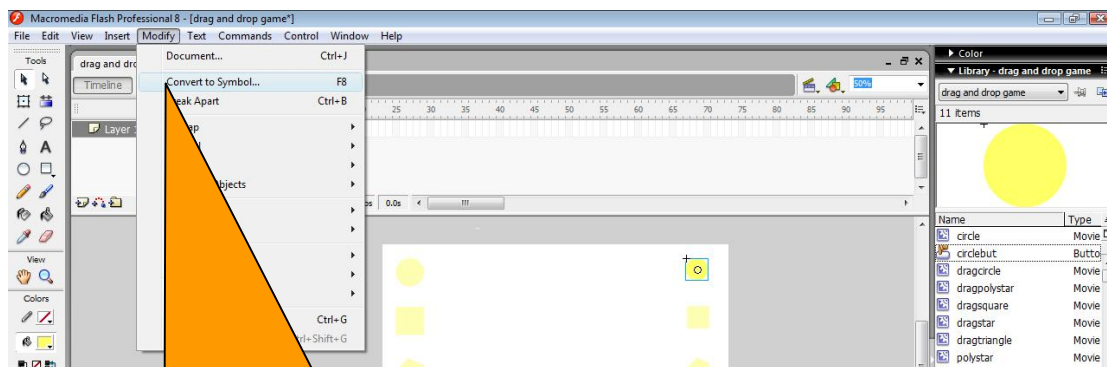 Macromedia Flash Professional 8 - [drag and drop game*]
File Edit View Insert Modify Text Commands Control Window Help
Tools
View
Colors
drag and
Timeline
Layer
Document... Ctrl+J
Convert to Symbol... F8
Break Apart Ctrl+B
Ctrl+G
Ctrl+Shift+G
50%
25 30 35 40 45 50 55 60 65 70 75 80 85 90 95
0.0s
Color
Library - drag and drop game
drag and drop game
11 items
Name Type
circle Movie
circlebut Butto
dragcircle Movie
dragpolystar Movie
dragsquare Movie
dragstar Movie
dragtriangle Movie
polystar Movie